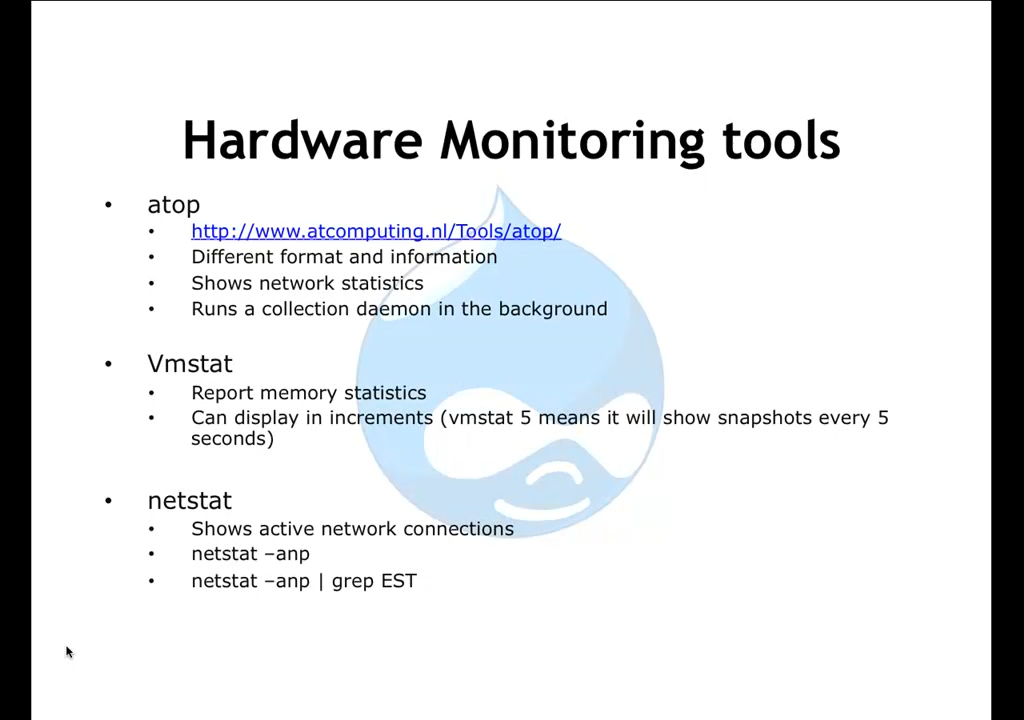 Hardware Monitoring tools
• atop
• http://www.atcomputing.nl/Tools/atop/
• Different format and information
• Shows network statistics
• Runs a collection daemon in the background
• Vmstat
• Report memory statistics
• Can display in increments (vmstat 5 means it will show snapshots every 5
seconds)
• netstat
• Shows active network connections
• netstat –anp
• netstat –anp | grep EST